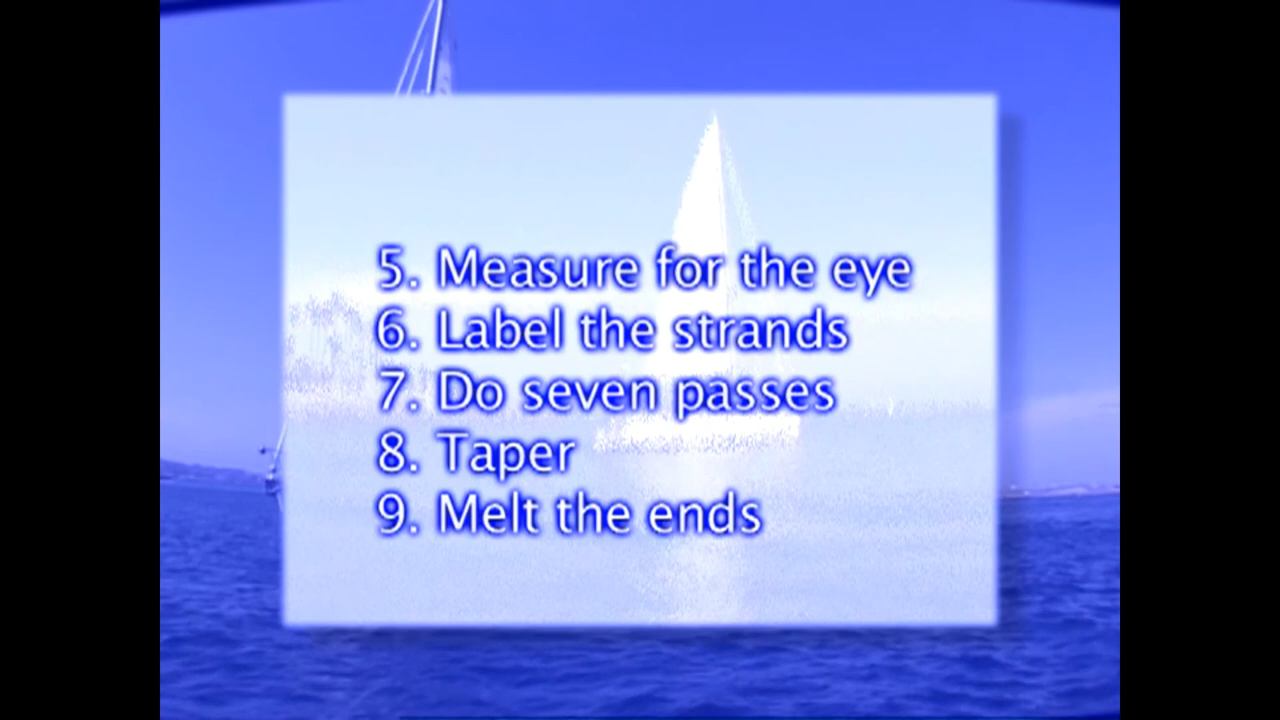 5. Measure for the eye
6. Label the strands
7. Do seven passes
8. Taper
9. Melt the ends